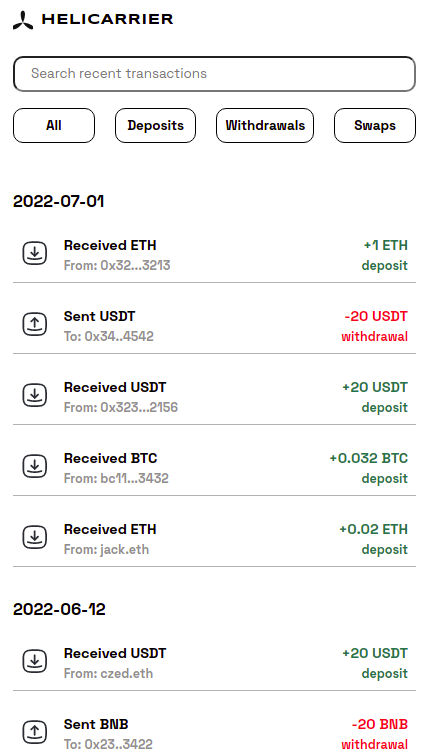 HELICARRIER
Search recent transactions
All Deposits Withdrawals Swaps
2022-07-01
Received ETH +1 ETH
From: 0x32...3213 deposit
Sent USDT -20 USDT
To: 0x34..4542 withdrawal
Received USDT +20 USDT
From: 0x323...2156 deposit
Received BTC +0.032 BTC
From: bc11...3432 deposit
Received ETH +0.02 ETH
From: jack.eth deposit
2022-06-12
Received USDT +20 USDT
From: czed.eth deposit
Sent BNB -20 BNB
To: 0x23..3422 withdrawal